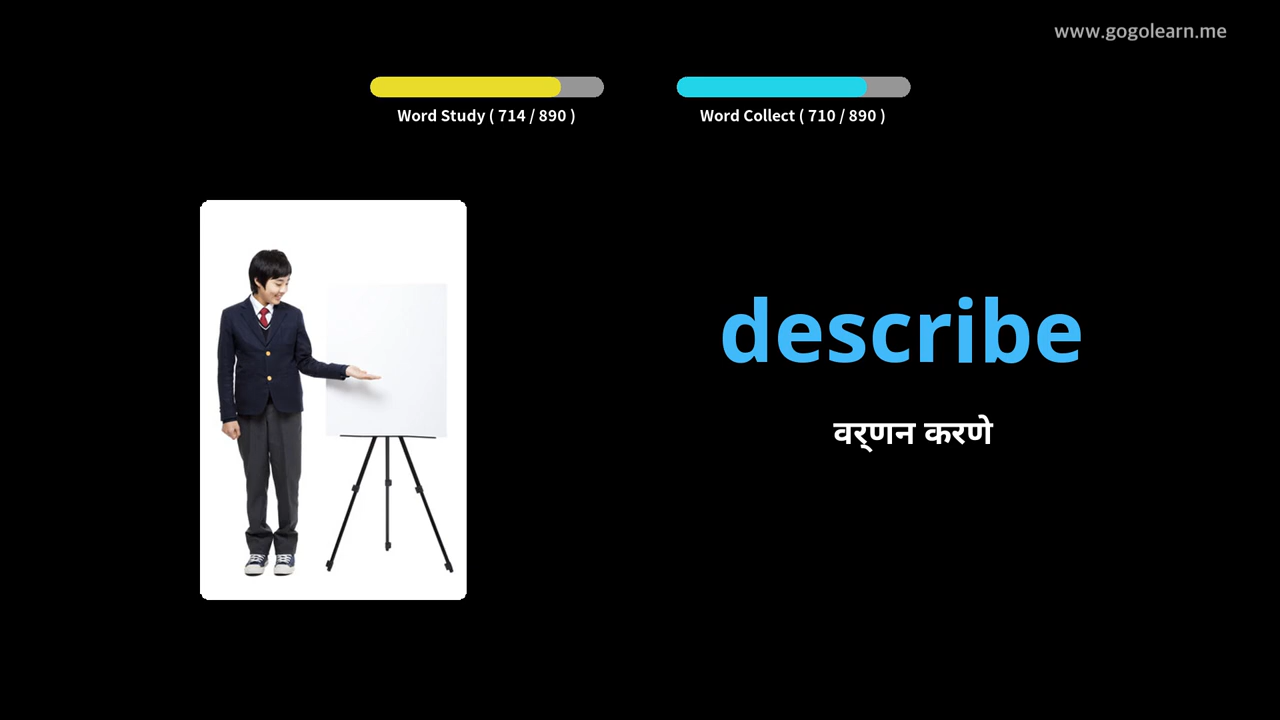 www.gogolearn.me
Word Study ( 714 / 890 )
Word Collect ( 710 / 890 )
describe
वर्णन करणे